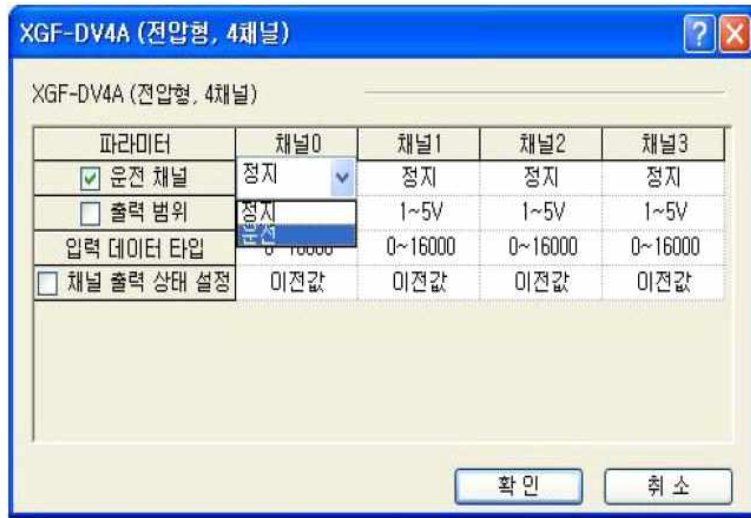 XGF-DV4A (전압형, 4채널)
XGF-DV4A (전압형, 4채널)
파라미터 채널0 채널1 채널2 채널3
운전 채널 정지 정지 정지 정지
출력 범위 정지 1~5V 1~5V 1~5V
운전
입력 데이터 타입 0~16000 0~16000 0~16000 0~16000
채널 출력 상태 설정 이전값 이전값 이전값 이전값
확인 취소